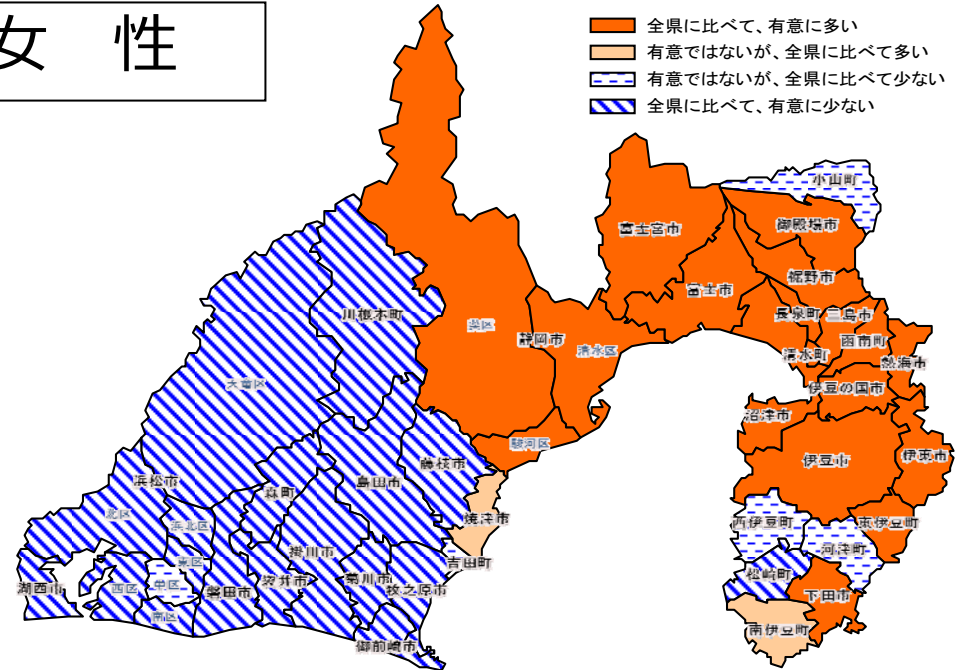 女 性
全県に比べて、有意に多い
有意ではないが、全県に比べて多い
有意ではないが、全県に比べて少ない
全県に比べて、有意に少ない
小山町
御殿場市
富士宮市
裾野市
富士市
長泉町
三島市
川根本町
葵区
静岡市
清水区
函南町
清水町
熱海市
天竜区
伊豆の国市
沼津市
駿河区
伊豆市
伊東市
藤枝市
浜松市
島田市
森町
焼津市
西伊豆町
東伊豆町
北区
浜北区
掛川市
河津町
東区
吉田町
湖西市
西区
中区
磐田市
袋井市
菊川市
牧之原市
松崎町
下田市
南区
南伊豆町
御前崎市